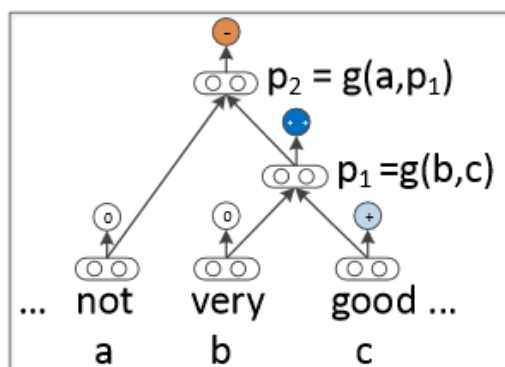 -
p2 = g(a,p1)
+ +
p1 =g(b,c)
0 0 +
... not very good ...
a b c